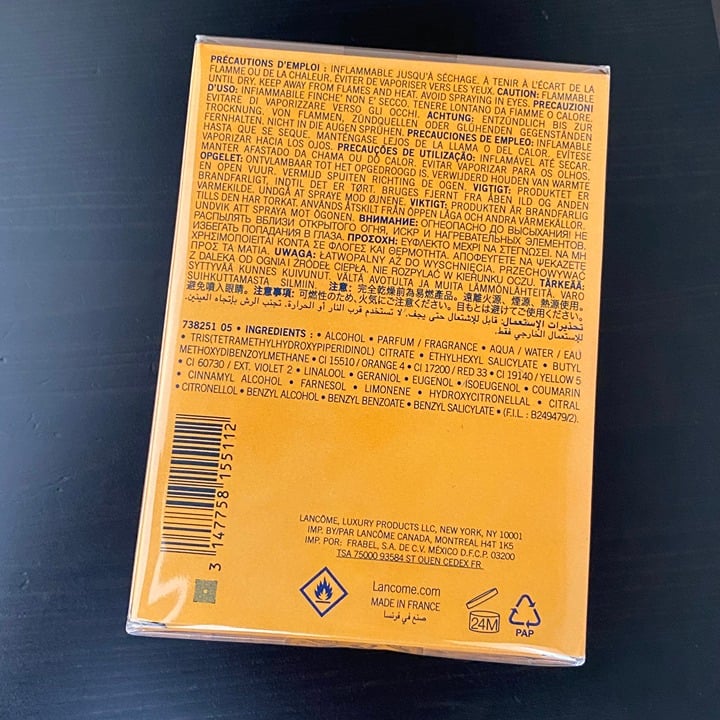 PRÉCAUTIONS D'EMPLOI : INFLAMMABLE JUSQU'À SÉCHAGE. À TENIR À L'ÉCART DE LA
FLAMME OU DE LA CHALEUR. ÉVITER DE VAPORISER VERS LES YEUX. CAUTION: FLAMMABLE
UNTIL DRY. KEEP AWAY FROM FLAMES AND HEAT. AVOID SPRAYING IN EYES. PRECAUZIONI
D'USO: INFIAMMABILE FINCHE' NON E' SECCO. TENERE LONTANO DA FIAMME O CALORE.
EVITARE DI VAPORIZZARE VERSO GLI OCCHI. ACHTUNG: ENTZÜNDLICH BIS ZUR
TROCKNUNG. VON FLAMMEN, ZÜNDQUELLEN ODER GLÜHENDEN GEGENSTÄNDEN
FERNHALTEN. NICHT IN DIE AUGEN SPRÜHEN. PRECAUCIONES DE EMPLEO: INFLAMABLE
HASTA QUE SE SEQUE. MANTÉNGASE LEJOS DE LA LLAMA O DEL CALOR. EVÍTESE
VAPORIZAR HACIA LOS OJOS. PRECAUÇÕES DE UTILIZAÇÃO: INFLAMÁVEL ATÉ SECAR.
MANTER AFASTADO DA CHAMA OU DO CALOR. EVITAR VAPORIZAR PARA OS OLHOS.
OPGELET: ONTVLAMBAAR TOT HET OPGEDROOGD IS. VERWIJDERD HOUDEN VAN WARMTE
EN OPEN VUUR. VERMIJD SPUITEN RICHTING DE OGEN. VIGTIGT: PRODUKTET ER
BRANDFARLIGT, INDTIL DET ER TØRT. BRUGES FJERNT FRA ÅBEN ILD OG ANDEN
VARMEKILDE. UNDGÅ AT SPRAYE MOD ØJNENE. VIKTIGT: PRODUKTEN ÄR BRANDFARLIG
TILLS DEN HAR TORKAT. ANVÄNDS ÅTSKILT FRÅN ÖPPEN LÅGA OCH ANDRA VÄRMEKÄLLOR.
UNDVIK ATT SPRAYA MOT ÖGONEN. ВНИМАНИЕ: ОГНЕОПАСНО ДО ВЫСЫХАНИЯ! НЕ
РАСПЫЛЯТЬ ВБЛИЗИ ОТКРЫТОГО ОГНЯ, ИСКР И НАГРЕВАТЕЛЬНЫХ ЭЛЕМЕНТОВ.
ИЗБЕГАТЬ ПОПАДАНИЯ В ГЛАЗА. ΠΡΟΣΟΧΗ: ΕΥΦΛΕΚΤΟ ΜΕΧΡΙ ΝΑ ΣΤΕΓΝΩΣΕΙ. ΝΑ ΜΗ
ΧΡΗΣΙΜΟΠΟΙΕΙΤΑΙ ΚΟΝΤΑ ΣΕ ΦΛΟΓΕΣ ΚΑΙ ΘΕΡΜΟΤΗΤΑ. ΑΠΟΦΕΥΓΕΤΕ ΝΑ ΨΕΚΑΖΕΤΕ
ΠΡΟΣ ΤΑ ΜΑΤΙΑ. UWAGA: ŁATWOPALNY AŻ DO WYSCHNIĘCIA. PRZECHOWYWAĆ
Z DALEKA OD OGNIA I ŹRÓDEŁ CIEPŁA. NIE ROZPYLAĆ W KIERUNKU OCZU. TÄRKEÄÄ:
SYTTYVÄÄ KUNNES KUIVUNUT. VÄLTÄ AVOTULTA JA MUITA LÄMMÖNLÄHTEITÄ. VARO
SUIHKUTTAMASTA SILMIIN. 注意: 完全乾燥前為易燃產品。遠離火源、煙源、熱源使用。
避免噴入眼睛。注意事項: 可燃性のため、火気にご注意ください。目もとは避けてご使用ください。
تحذيرات الإستعمال: قابل للإشتعال حتى يجف. لا تستخدم قرب النار أو الحرارة. تجنب الرش بإتجاه العينين.
للإستعمال الخارجي فقط.
738251 05 • INGREDIENTS : • ALCOHOL • PARFUM / FRAGRANCE • AQUA / WATER / EAU
• TRIS(TETRAMETHYLHYDROXYPIPERIDINOL) CITRATE • ETHYLHEXYL SALICYLATE • BUTYL
METHOXYDIBENZOYLMETHANE • CI 15510 / ORANGE 4 • CI 17200 / RED 33 • CI 19140 / YELLOW 5
• CI 60730 / EXT. VIOLET 2 • LINALOOL • GERANIOL • EUGENOL • ISOEUGENOL • COUMARIN
• CINNAMYL ALCOHOL • FARNESOL • LIMONENE • HYDROXYCITRONELLAL • CITRAL
• CITRONELLOL • BENZYL ALCOHOL • BENZYL BENZOATE • BENZYL SALICYLATE • (F.I.L. : B249479/2).
3 147758 155112
LANCÔME, LUXURY PRODUCTS LLC, NEW YORK, NY 10001
IMP. BY/PAR LANCÔME CANADA, MONTREAL H4T 1K5
IMP. POR: FRABEL, S.A. DE C.V. MÉXICO D.F.C.P. 03200
TSA 75000 93584 ST OUEN CEDEX FR
Lancome.com
MADE IN FRANCE
صنع في فرنسا
24M
PAP